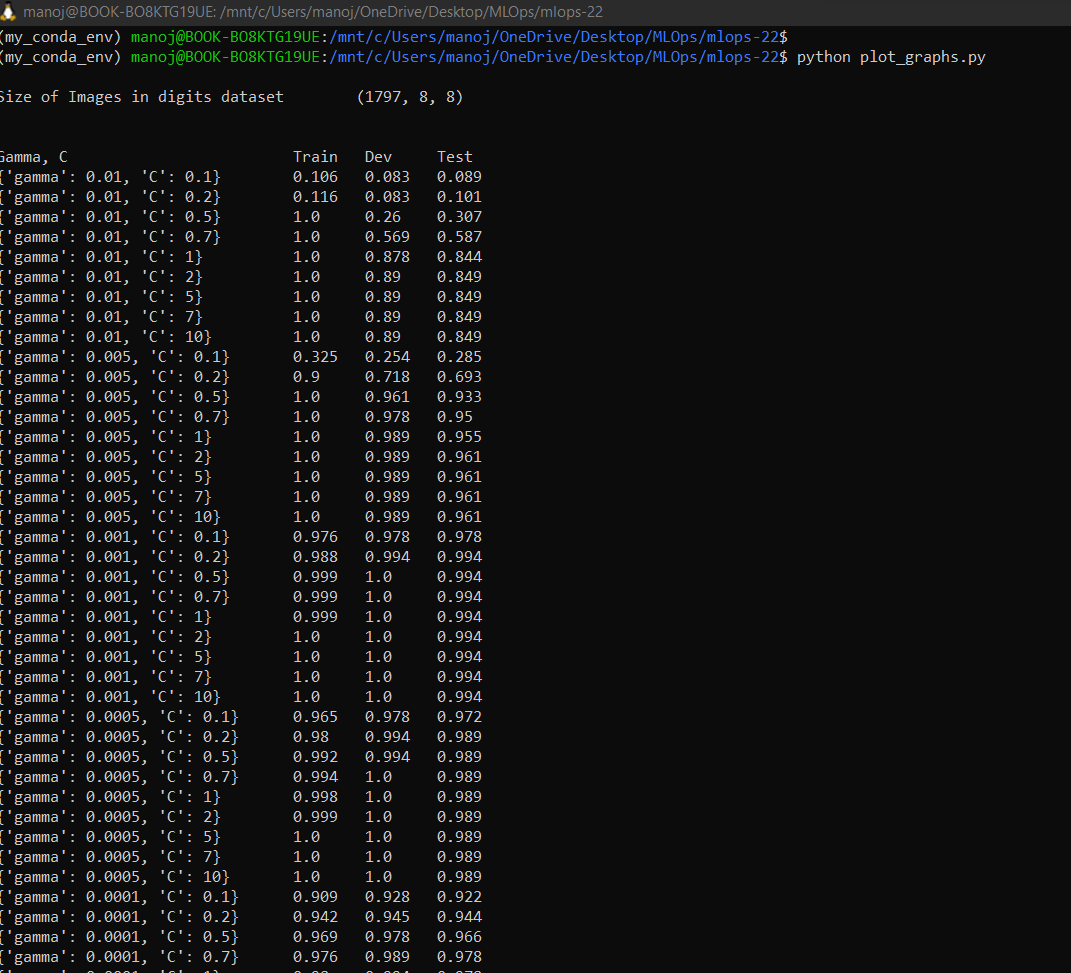 manoj@BOOK-BO8KTG19UE: /mnt/c/Users/manoj/OneDrive/Desktop/MLOps/mlops-22
(my_conda_env) manoj@BOOK-BO8KTG19UE:/mnt/c/Users/manoj/OneDrive/Desktop/MLOps/mlops-22$
(my_conda_env) manoj@BOOK-BO8KTG19UE:/mnt/c/Users/manoj/OneDrive/Desktop/MLOps/mlops-22$ python plot_graphs.py
Size of Images in digits dataset (1797, 8, 8)
Gamma, C Train Dev Test
{'gamma': 0.01, 'C': 0.1} 0.106 0.083 0.089
{'gamma': 0.01, 'C': 0.2} 0.116 0.083 0.101
{'gamma': 0.01, 'C': 0.5} 1.0 0.26 0.307
{'gamma': 0.01, 'C': 0.7} 1.0 0.569 0.587
{'gamma': 0.01, 'C': 1} 1.0 0.878 0.844
{'gamma': 0.01, 'C': 2} 1.0 0.89 0.849
{'gamma': 0.01, 'C': 5} 1.0 0.89 0.849
{'gamma': 0.01, 'C': 7} 1.0 0.89 0.849
{'gamma': 0.01, 'C': 10} 1.0 0.89 0.849
{'gamma': 0.005, 'C': 0.1} 0.325 0.254 0.285
{'gamma': 0.005, 'C': 0.2} 0.9 0.718 0.693
{'gamma': 0.005, 'C': 0.5} 1.0 0.961 0.933
{'gamma': 0.005, 'C': 0.7} 1.0 0.978 0.95
{'gamma': 0.005, 'C': 1} 1.0 0.989 0.955
{'gamma': 0.005, 'C': 2} 1.0 0.989 0.961
{'gamma': 0.005, 'C': 5} 1.0 0.989 0.961
{'gamma': 0.005, 'C': 7} 1.0 0.989 0.961
{'gamma': 0.005, 'C': 10} 1.0 0.989 0.961
{'gamma': 0.001, 'C': 0.1} 0.976 0.978 0.978
{'gamma': 0.001, 'C': 0.2} 0.988 0.994 0.994
{'gamma': 0.001, 'C': 0.5} 0.999 1.0 0.994
{'gamma': 0.001, 'C': 0.7} 0.999 1.0 0.994
{'gamma': 0.001, 'C': 1} 0.999 1.0 0.994
{'gamma': 0.001, 'C': 2} 1.0 1.0 0.994
{'gamma': 0.001, 'C': 5} 1.0 1.0 0.994
{'gamma': 0.001, 'C': 7} 1.0 1.0 0.994
{'gamma': 0.001, 'C': 10} 1.0 1.0 0.994
{'gamma': 0.0005, 'C': 0.1} 0.965 0.978 0.972
{'gamma': 0.0005, 'C': 0.2} 0.98 0.994 0.989
{'gamma': 0.0005, 'C': 0.5} 0.992 0.994 0.989
{'gamma': 0.0005, 'C': 0.7} 0.994 1.0 0.989
{'gamma': 0.0005, 'C': 1} 0.998 1.0 0.989
{'gamma': 0.0005, 'C': 2} 0.999 1.0 0.989
{'gamma': 0.0005, 'C': 5} 1.0 1.0 0.989
{'gamma': 0.0005, 'C': 7} 1.0 1.0 0.989
{'gamma': 0.0005, 'C': 10} 1.0 1.0 0.989
{'gamma': 0.0001, 'C': 0.1} 0.909 0.928 0.922
{'gamma': 0.0001, 'C': 0.2} 0.942 0.945 0.944
{'gamma': 0.0001, 'C': 0.5} 0.969 0.978 0.966
{'gamma': 0.0001, 'C': 0.7} 0.976 0.989 0.978